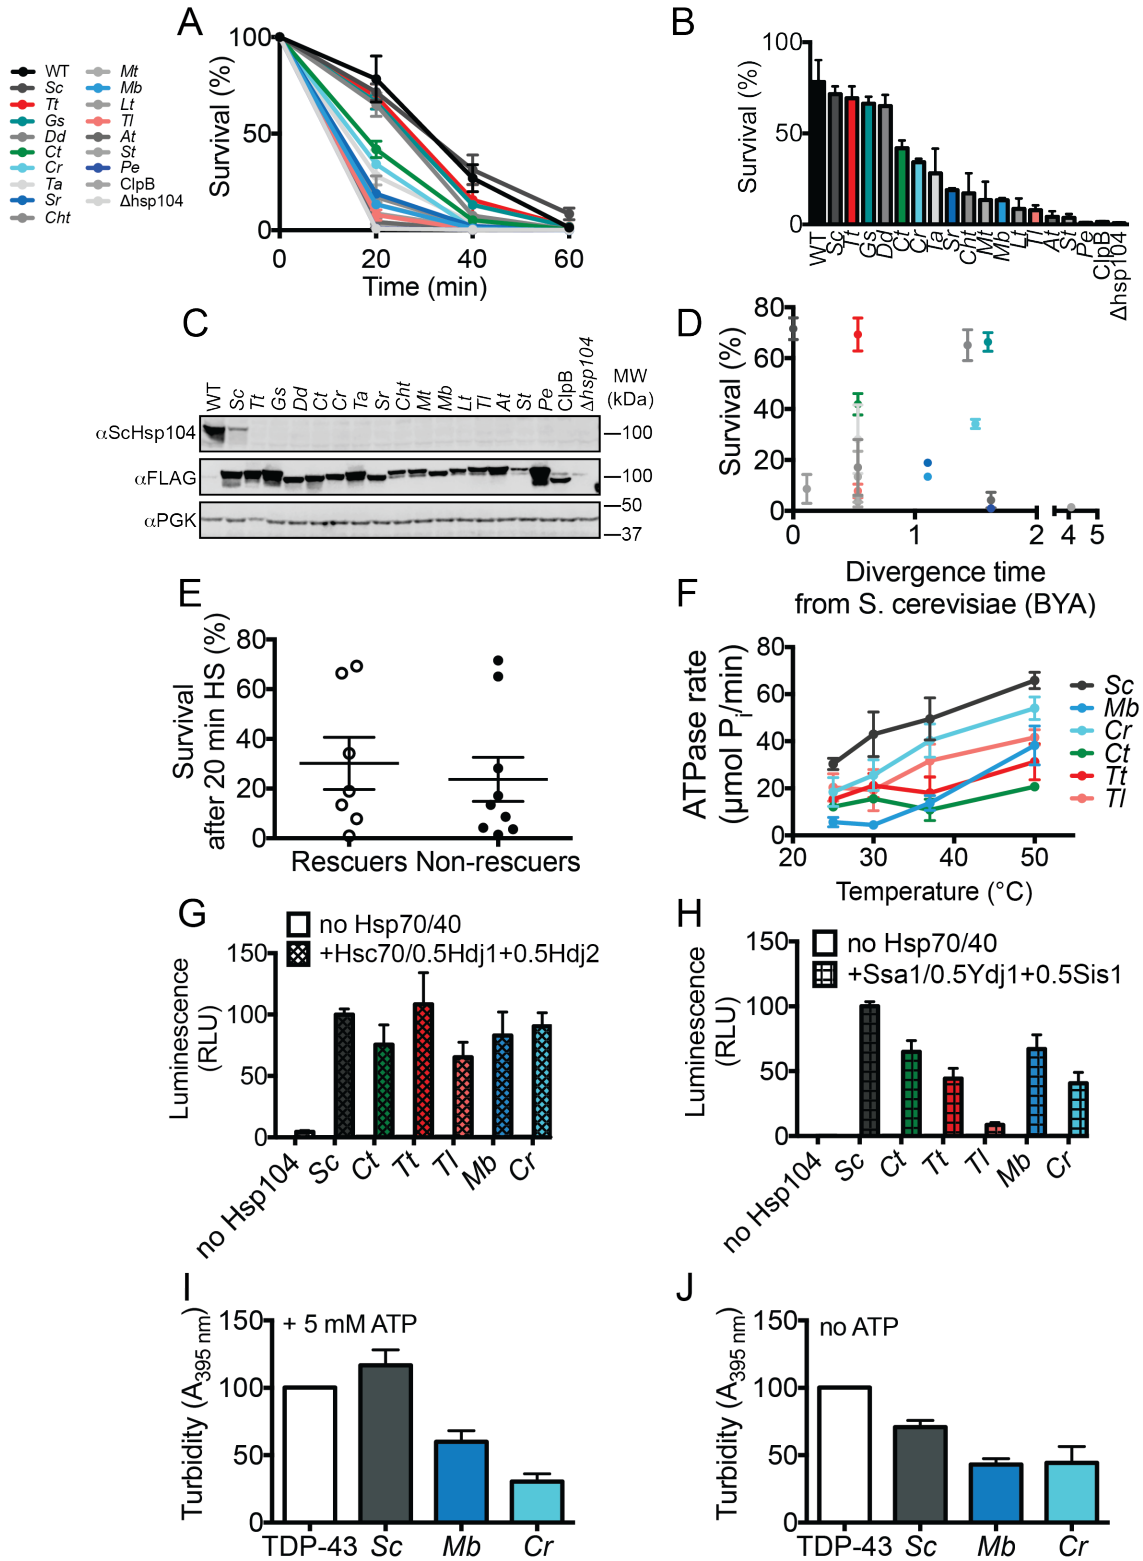 A
WT
Sc
Tt
Gs
Dd
Ct
Cr
Ta
Sr
Cht
Mt
Mb
Lt
Tl
At
St
Pe
ClpB
Δhsp104
Survival (%)
100
50
0
0 20 40 60
Time (min)
B
Survival (%)
100
50
0
WT Sc Tt Gs Dd Ct Cr Ta Sr Cht Mt Mb Lt Tl At St Pe ClpB Δhsp104
C
WT Sc Tt Gs Dd Ct Cr Ta Sr Cht Mt Mb Lt Tl At St Pe ClpB Δhsp104
MW
(kDa)
αScHsp104
100
αFLAG
100
50
αPGK
37
D
Survival (%)
80
60
40
20
0
0 1 2 4 5
Divergence time
from S. cerevisiae (BYA)
E
Survival
after 20 min HS (%)
80
60
40
20
0
Rescuers Non-rescuers
F
ATPase rate
(μmol Pi/min)
80
60
40
20
0
20 30 40 50
Temperature (°C)
Sc
Mb
Cr
Ct
Tt
Tl
G
no Hsp70/40
+Hsc70/0.5Hdj1+0.5Hdj2
Luminescence
(RLU)
150
100
50
0
no Hsp104 Sc Ct Tt Tl Mb Cr
H
no Hsp70/40
+Ssa1/0.5Ydj1+0.5Sis1
Luminescence
(RLU)
150
100
50
0
no Hsp104 Sc Ct Tt Tl Mb Cr
I
+ 5 mM ATP
Turbidity (A395 nm)
150
100
50
0
TDP-43 Sc Mb Cr
J
no ATP
Turbidity (A395 nm)
150
100
50
0
TDP-43 Sc Mb Cr